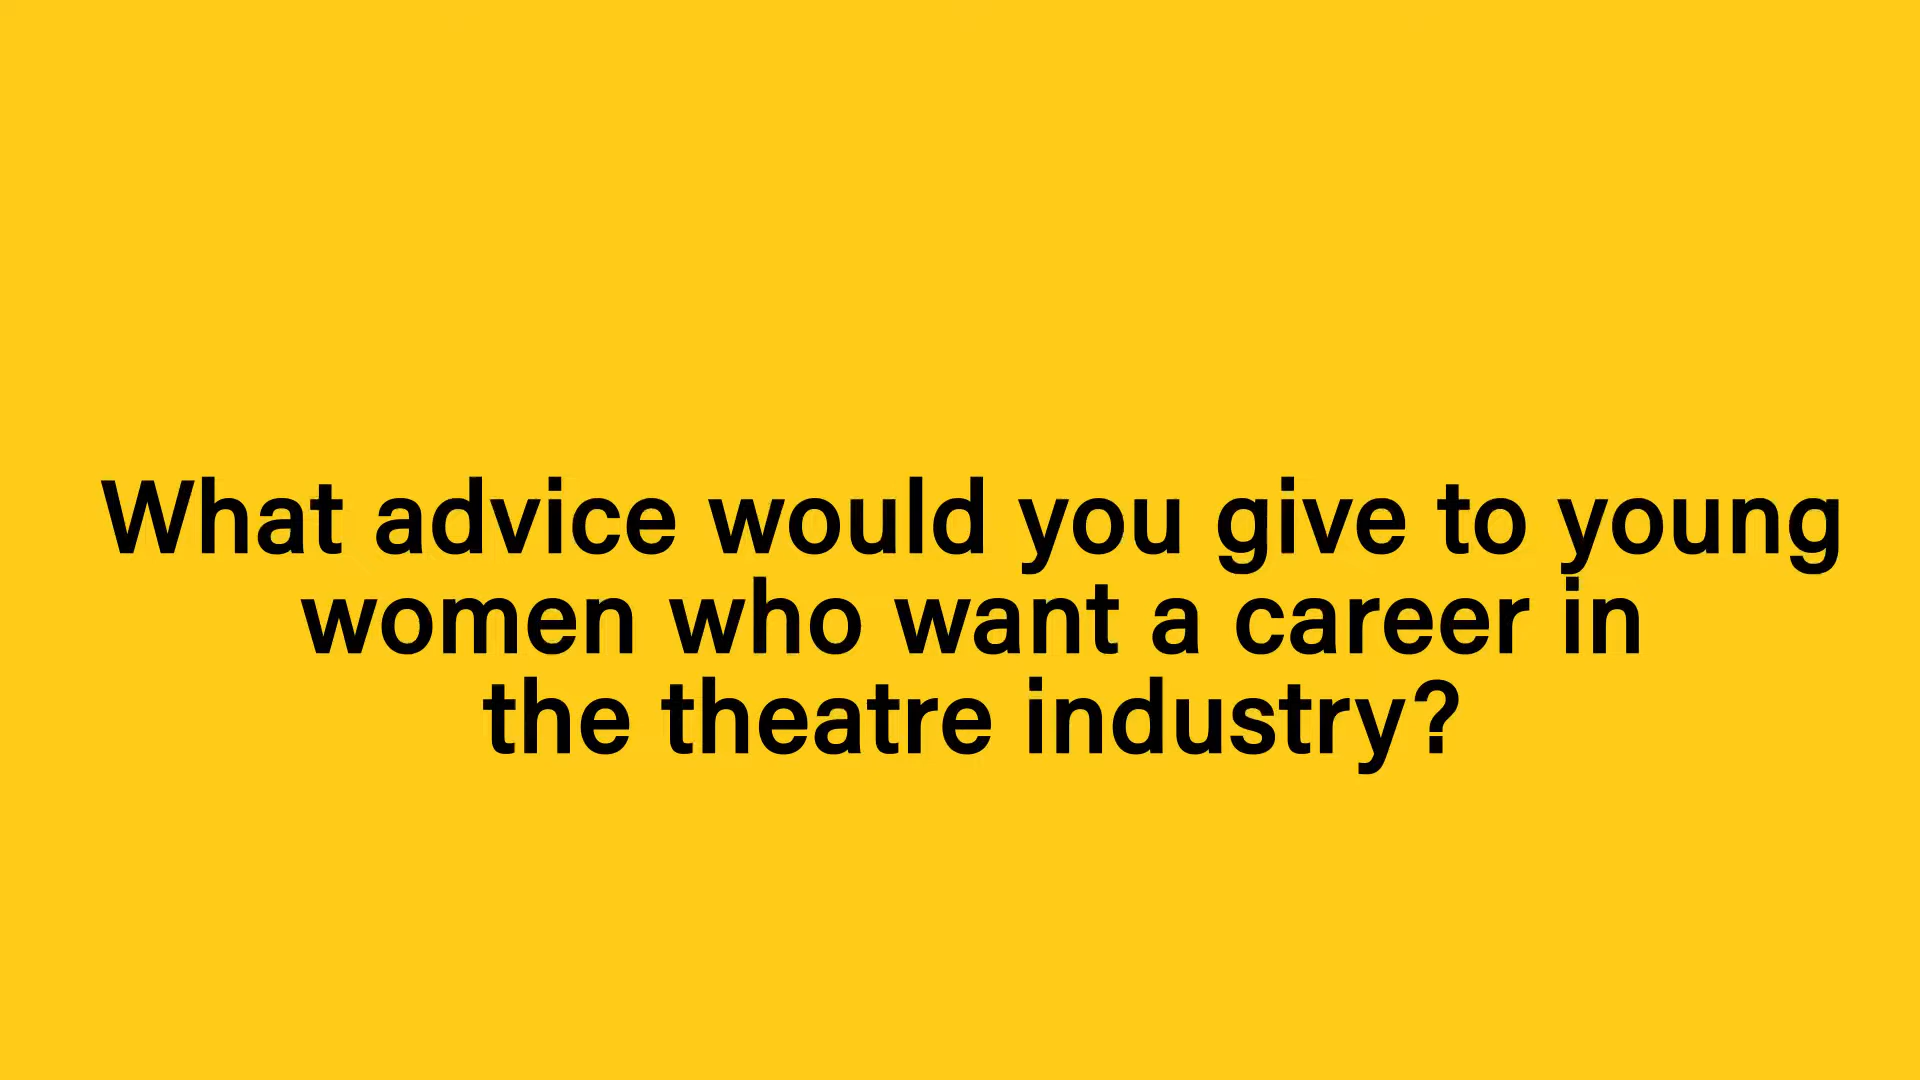 What advice would you give to young
women who want a career in
the theatre industry?